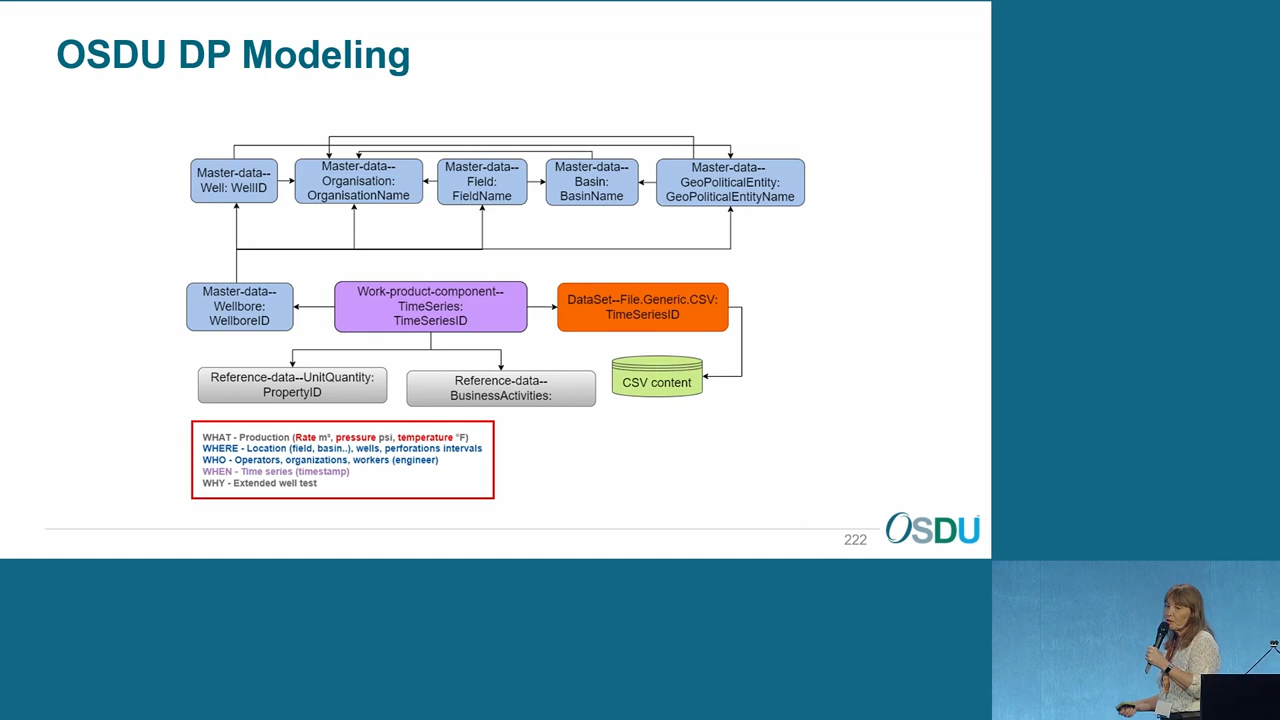 OSDU DP Modeling
Master-data--
Well: WellID
Master-data--
Organisation:
OrganisationName
Master-data--
Field:
FieldName
Master-data--
Basin:
BasinName
Master-data--
GeoPoliticalEntity:
GeoPoliticalEntityName
Master-data--
Wellbore:
WellboreID
Work-product-component--
TimeSeries:
TimeSeriesID
DataSet--File.Generic.CSV:
TimeSeriesID
Reference-data--UnitQuantity:
PropertyID
Reference-data--
BusinessActivities:
CSV content
WHAT - Production (Rate m³, pressure psi, temperature °F)
WHERE - Location (field, basin..), wells, perforations intervals
WHO - Operators, organizations, workers (engineer)
WHEN - Time series (timestamp)
WHY - Extended well test
222
OSDU